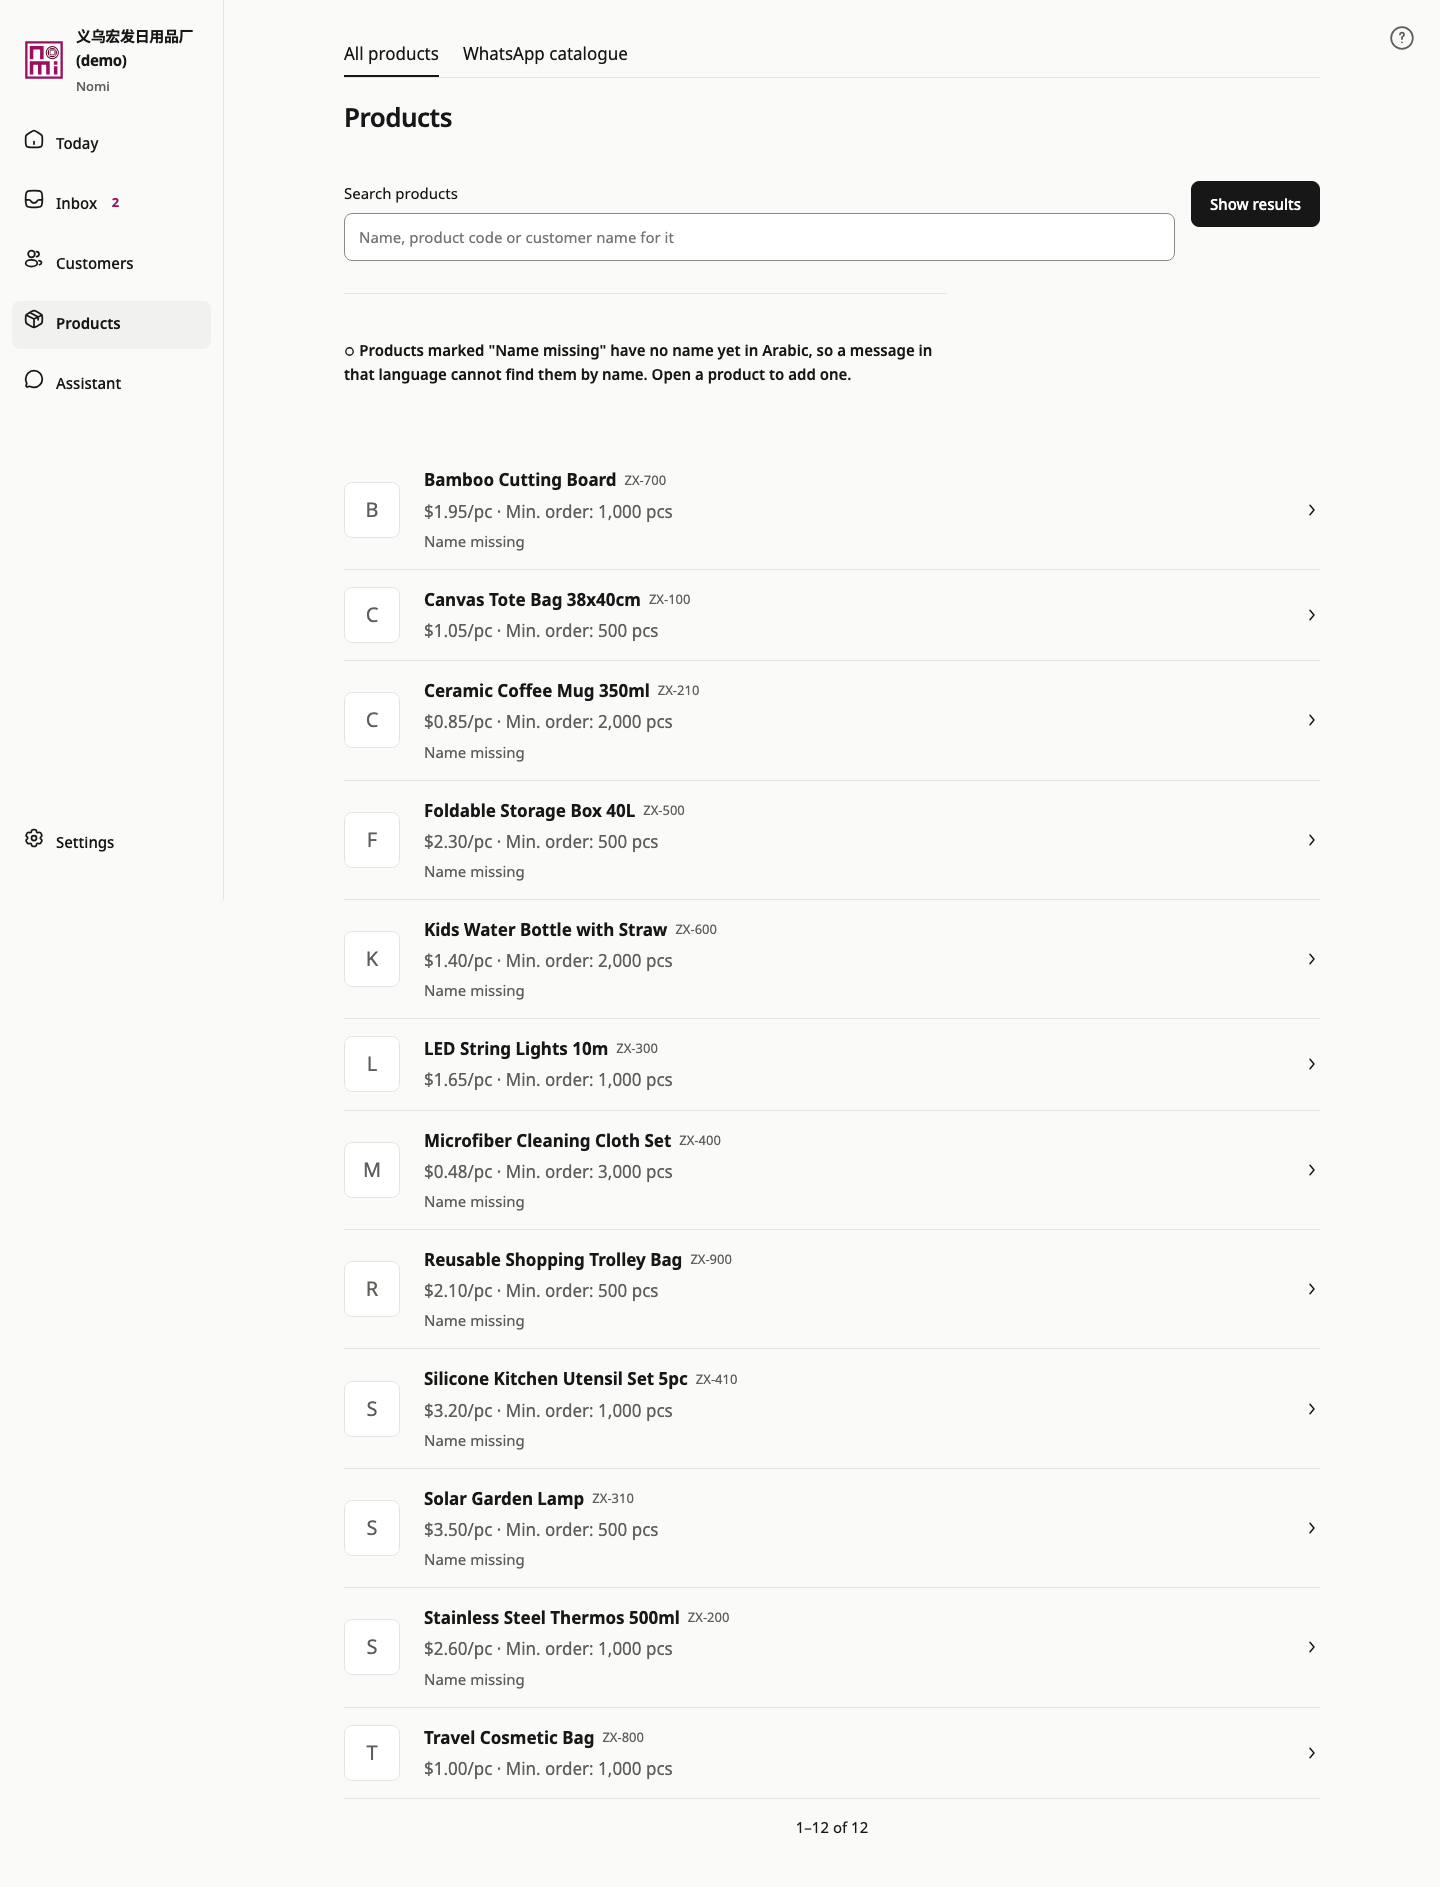 义乌宏发日用品厂
(demo)
Nomi
Today
Inbox 2
Customers
Products
Assistant
Settings
All products WhatsApp catalogue
Products
Search products
Name, product code or customer name for it
Show results
Products marked "Name missing" have no name yet in Arabic, so a message in
that language cannot find them by name. Open a product to add one.
B
Bamboo Cutting Board ZX-700
$1.95/pc · Min. order: 1,000 pcs
Name missing
C
Canvas Tote Bag 38x40cm ZX-100
$1.05/pc · Min. order: 500 pcs
C
Ceramic Coffee Mug 350ml ZX-210
$0.85/pc · Min. order: 2,000 pcs
Name missing
F
Foldable Storage Box 40L ZX-500
$2.30/pc · Min. order: 500 pcs
Name missing
K
Kids Water Bottle with Straw ZX-600
$1.40/pc · Min. order: 2,000 pcs
Name missing
L
LED String Lights 10m ZX-300
$1.65/pc · Min. order: 1,000 pcs
M
Microfiber Cleaning Cloth Set ZX-400
$0.48/pc · Min. order: 3,000 pcs
Name missing
R
Reusable Shopping Trolley Bag ZX-900
$2.10/pc · Min. order: 500 pcs
Name missing
S
Silicone Kitchen Utensil Set 5pc ZX-410
$3.20/pc · Min. order: 1,000 pcs
Name missing
S
Solar Garden Lamp ZX-310
$3.50/pc · Min. order: 500 pcs
Name missing
S
Stainless Steel Thermos 500ml ZX-200
$2.60/pc · Min. order: 1,000 pcs
Name missing
T
Travel Cosmetic Bag ZX-800
$1.00/pc · Min. order: 1,000 pcs
1–12 of 12